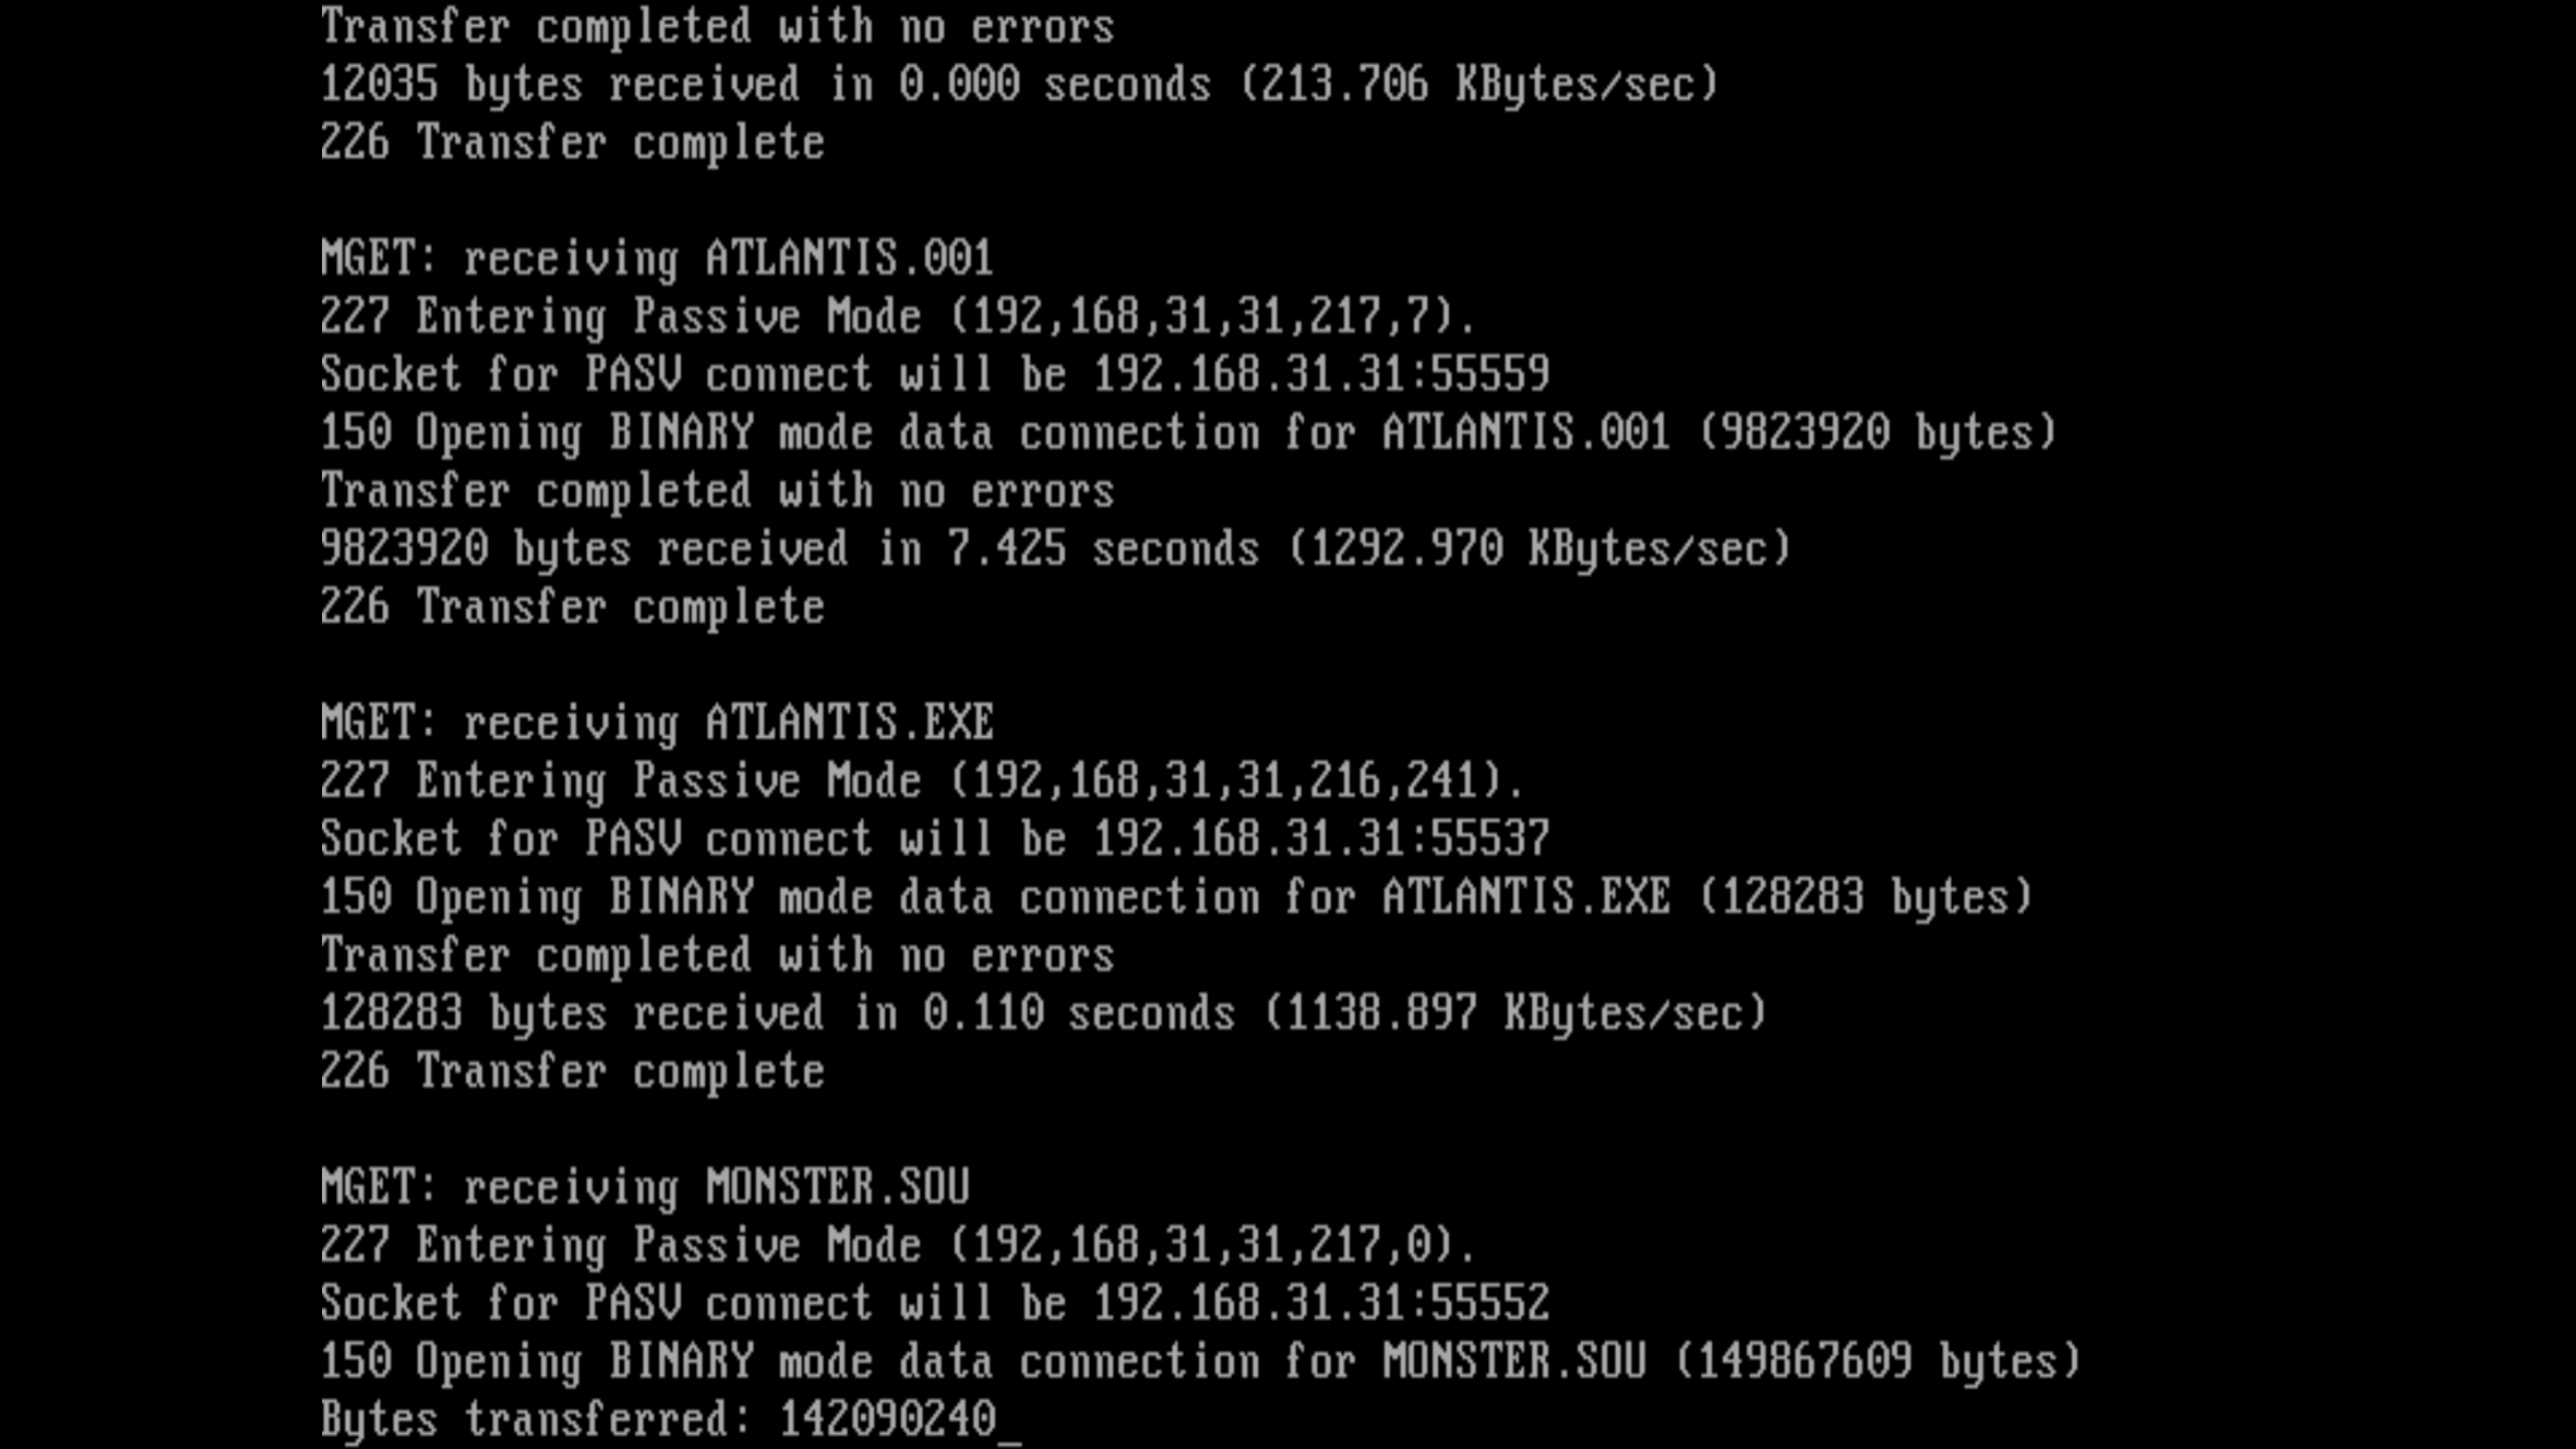 Transfer completed with no errors
12035 bytes received in 0.000 seconds (213.706 KBytes/sec)
226 Transfer complete
MGET: receiving ATLANTIS.001
227 Entering Passive Mode (192,168,31,31,217,7).
Socket for PASV connect will be 192.168.31.31:55559
150 Opening BINARY mode data connection for ATLANTIS.001 (9823920 bytes)
Transfer completed with no errors
9823920 bytes received in 7.425 seconds (1292.970 KBytes/sec)
226 Transfer complete
MGET: receiving ATLANTIS.EXE
227 Entering Passive Mode (192,168,31,31,216,241).
Socket for PASV connect will be 192.168.31.31:55537
150 Opening BINARY mode data connection for ATLANTIS.EXE (128283 bytes)
Transfer completed with no errors
128283 bytes received in 0.110 seconds (1138.897 KBytes/sec)
226 Transfer complete
MGET: receiving MONSTER.SOU
227 Entering Passive Mode (192,168,31,31,217,0).
Socket for PASV connect will be 192.168.31.31:55552
150 Opening BINARY mode data connection for MONSTER.SOU (149867609 bytes)
Bytes transferred: 142090240_